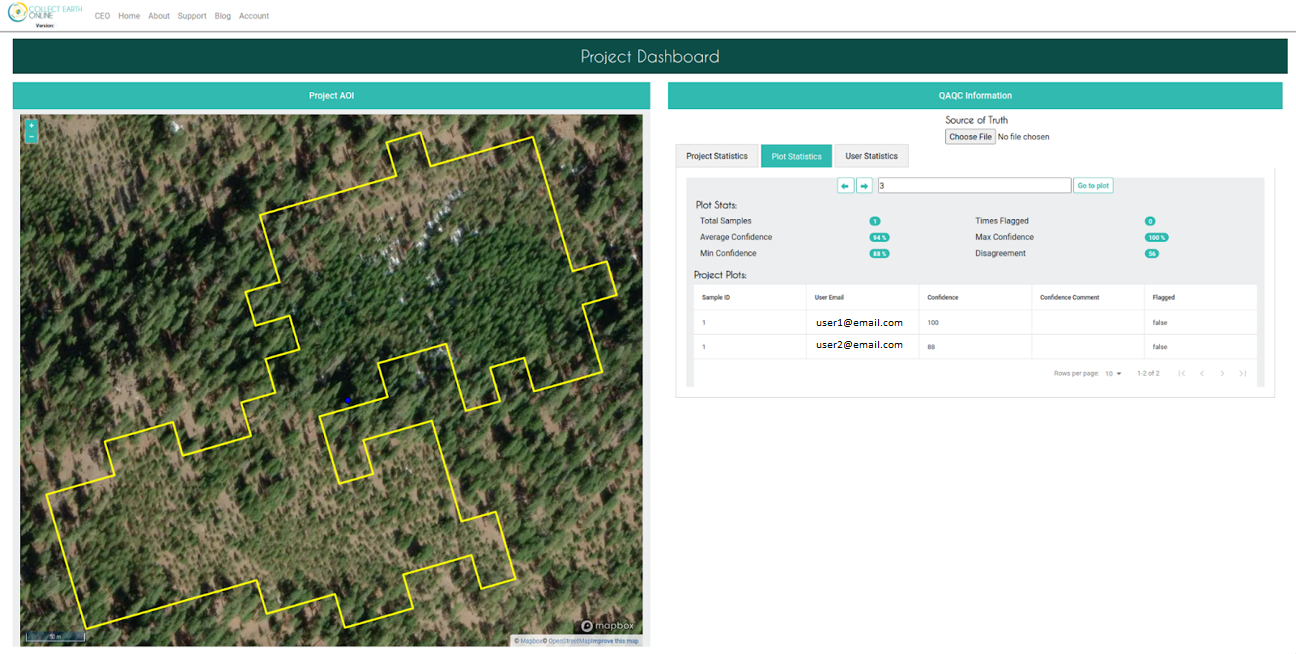 COLLECT EARTH
ONLINE
Version:
CEO Home About Support Blog Account
Project Dashboard
Project AOI
+
−
50 m
mapbox
© Mapbox© OpenStreetMapImprove this map
QAQC Information
Source of Truth
Choose File No file chosen
Project Statistics Plot Statistics User Statistics
3 Go to plot
Plot Stats:
Total Samples 1 Times Flagged 0
Average Confidence 94 % Max Confidence 100 %
Min Confidence 88 % Disagreement 56
Project Plots:
Sample ID User Email Confidence Confidence Comment Flagged
1 user1@email.com 100 false
1 user2@email.com 88 false
Rows per page: 10 1-2 of 2